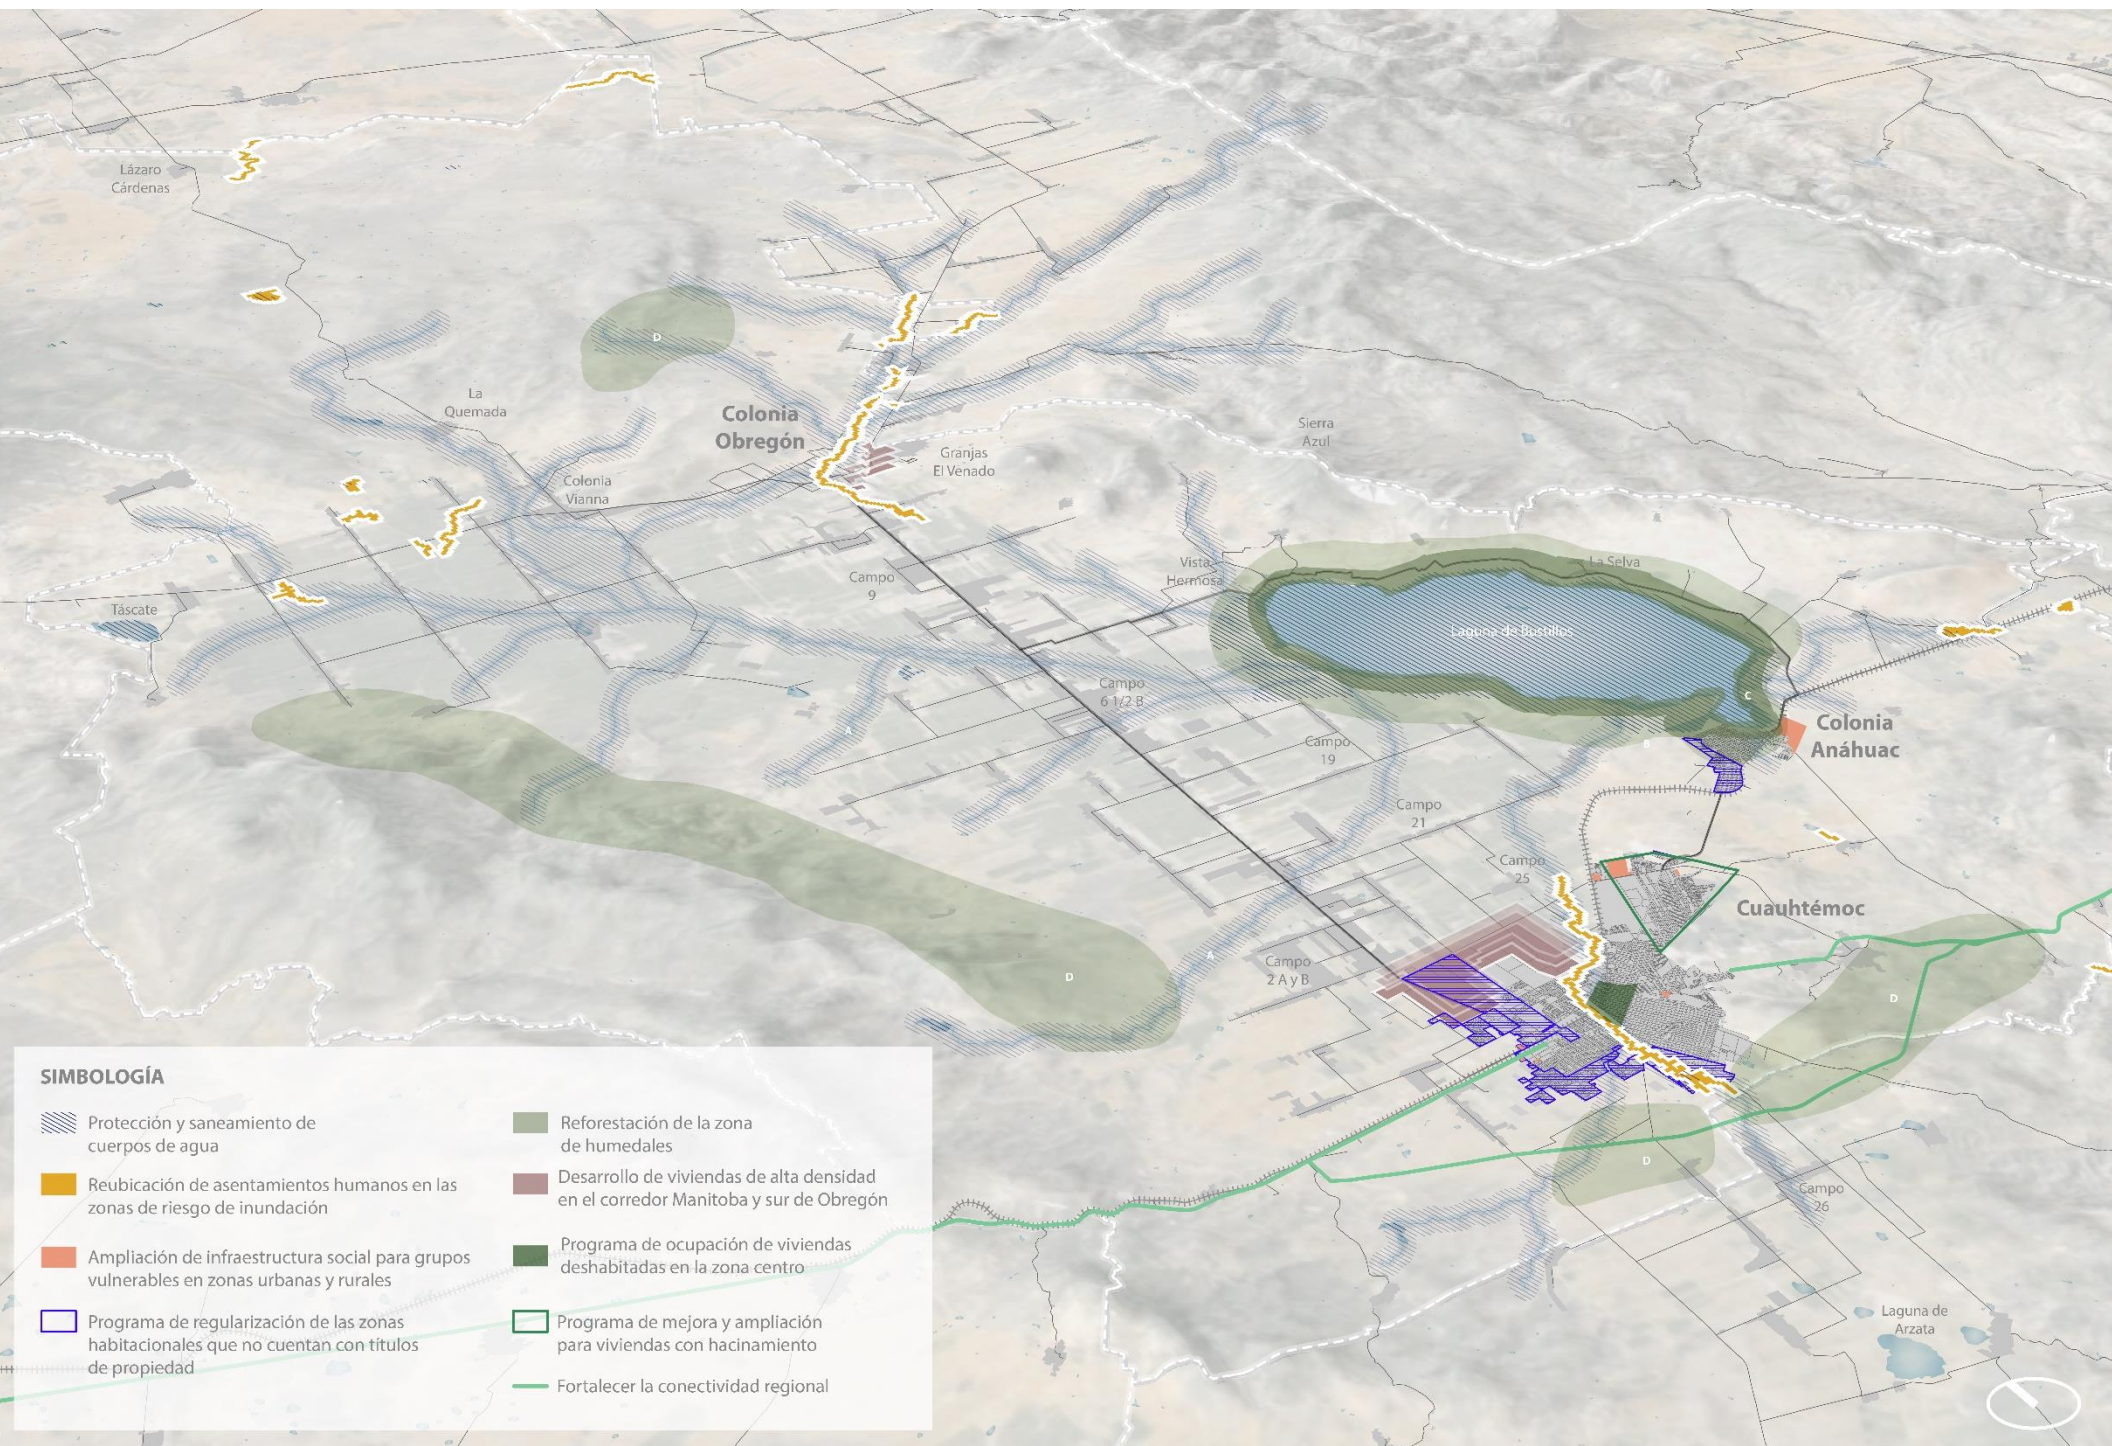 Lázaro
Cárdenas
D
La
Quemada
Colonia
Obregón
Sierra
Azul
Granjas
El Venado
Colonia
Vianna
Vista
Hermosa
La Selva
Campo
9
Táscate
Laguna de Bustillos
Campo
6 1/2 B
C
Colonia
Anáhuac
A
B
Campo
19
Campo
21
Campo
25
Cuauhtémoc
A
D
Campo
2 A y B
D
D
Campo
26
Laguna de
Arzata
SIMBOLOGÍA
Protección y saneamiento de
cuerpos de agua
Reubicación de asentamientos humanos en las
zonas de riesgo de inundación
Ampliación de infraestructura social para grupos
vulnerables en zonas urbanas y rurales
Programa de regularización de las zonas
habitacionales que no cuentan con títulos
de propiedad
Reforestación de la zona
de humedales
Desarrollo de viviendas de alta densidad
en el corredor Manitoba y sur de Obregón
Programa de ocupación de viviendas
deshabitadas en la zona centro
Programa de mejora y ampliación
para viviendas con hacinamiento
Fortalecer la conectividad regional